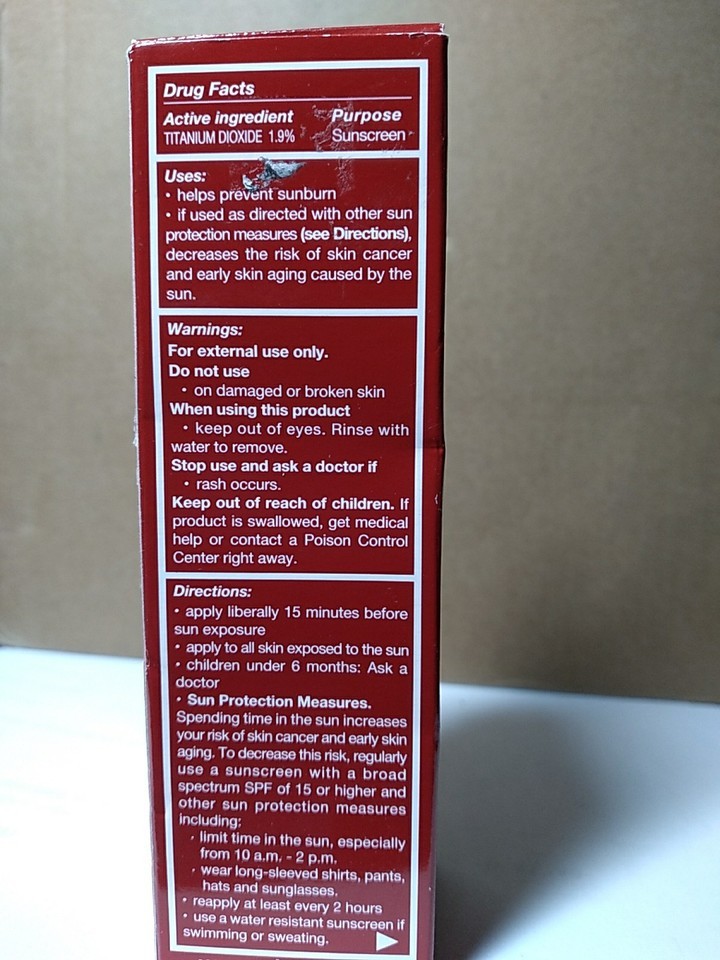 Drug Facts
Active ingredient Purpose
TITANIUM DIOXIDE 1.9% Sunscreen
Uses:
• helps prevent sunburn
• if used as directed with other sun
protection measures (see Directions),
decreases the risk of skin cancer
and early skin aging caused by the
sun.
Warnings:
For external use only.
Do not use
• on damaged or broken skin
When using this product
• keep out of eyes. Rinse with
water to remove.
Stop use and ask a doctor if
• rash occurs.
Keep out of reach of children. If
product is swallowed, get medical
help or contact a Poison Control
Center right away.
Directions:
• apply liberally 15 minutes before
sun exposure
• apply to all skin exposed to the sun
• children under 6 months: Ask a
doctor
• Sun Protection Measures.
Spending time in the sun increases
your risk of skin cancer and early skin
aging. To decrease this risk, regularly
use a sunscreen with a broad
spectrum SPF of 15 or higher and
other sun protection measures
including:
• limit time in the sun, especially
from 10 a.m. - 2 p.m.
• wear long-sleeved shirts, pants,
hats and sunglasses.
• reapply at least every 2 hours
• use a water resistant sunscreen if
swimming or sweating.